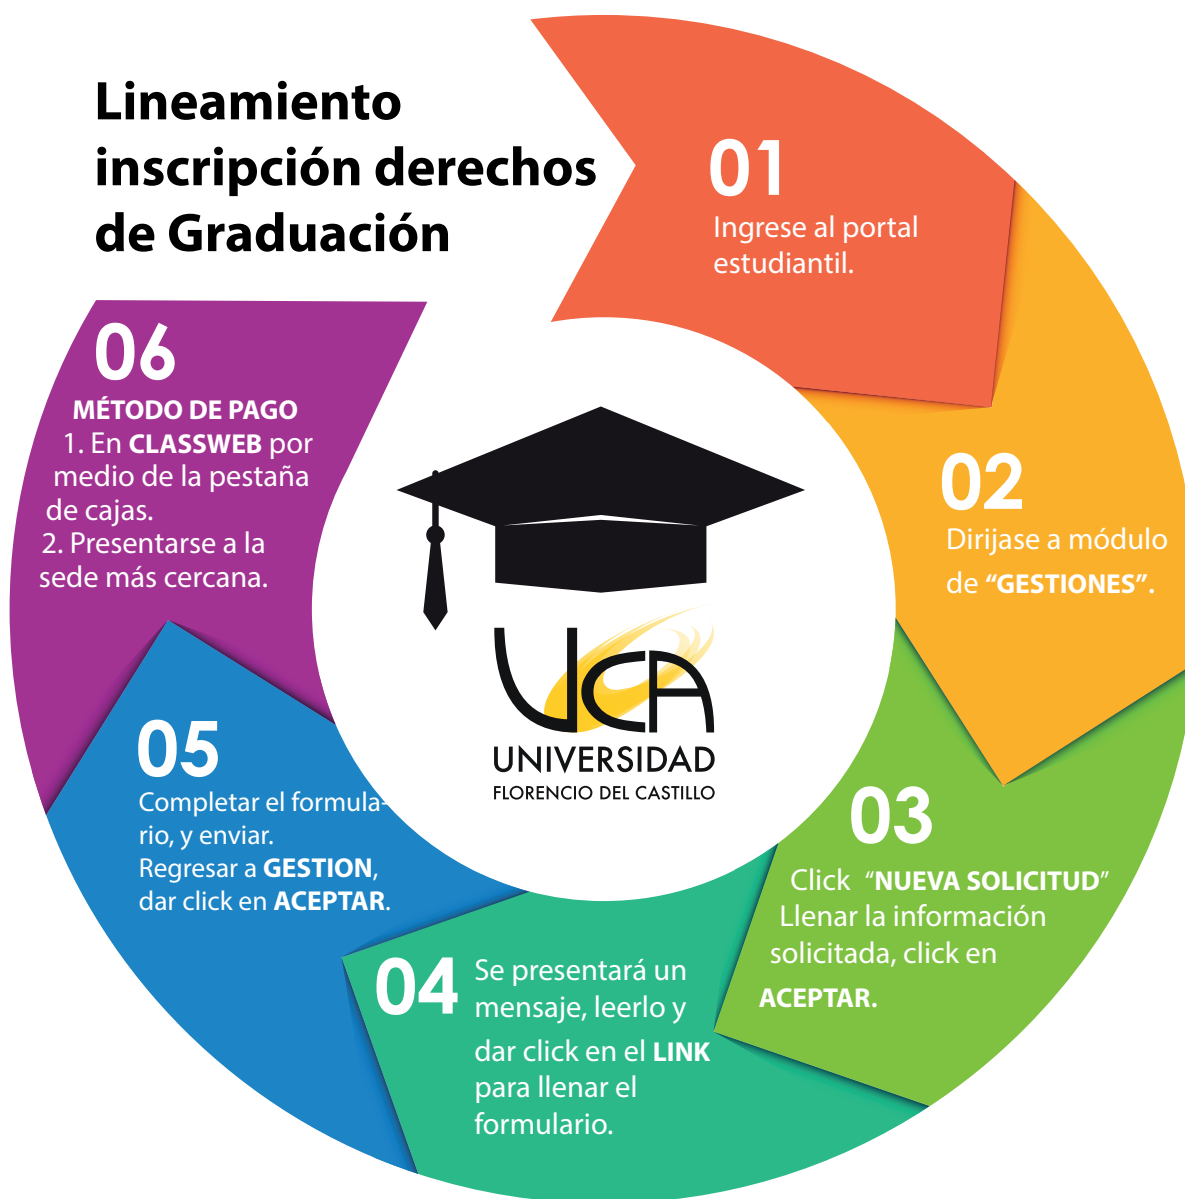 Lineamiento
inscripción derechos
de Graduación
01
Ingrese al portal
estudiantil.
02
Dirijase a módulo
de “GESTIONES”.
03
Click “NUEVA SOLICITUD”
Llenar la información
solicitada, click en
ACEPTAR.
04
Se presentará un
mensaje, leerlo y
dar click en el LINK
para llenar el
formulario.
05
Completar el formula-
rio, y enviar.
Regresar a GESTION,
dar click en ACEPTAR.
06
MÉTODO DE PAGO
1. En CLASSWEB por
medio de la pestaña
de cajas.
2. Presentarse a la
sede más cercana.
UCA
UNIVERSIDAD
FLORENCIO DEL CASTILLO